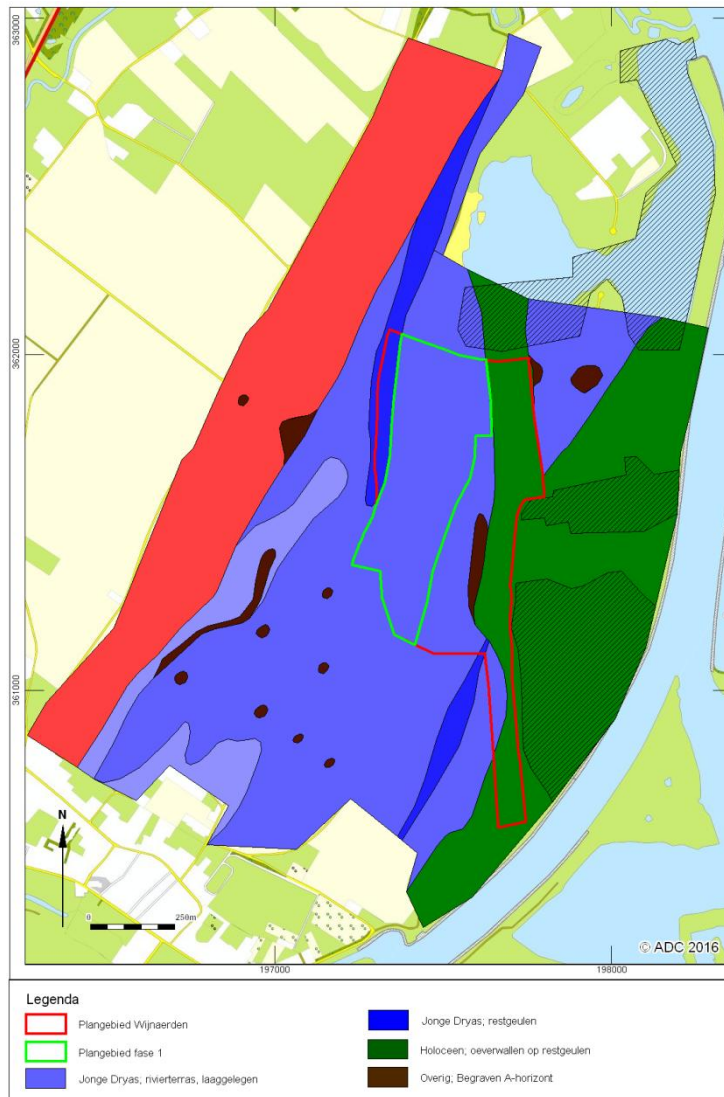 363000
362000
361000
N
250m
0
© ADC 2016
197000
198000
Legenda
Plangebied Wijnaerden
Plangebied fase 1
Jonge Dryas; rivierterras, laaggelegen
Jonge Dryas; restgeulen
Holoceen; oeverwallen op restgeulen
Overig; Begraven A-horizont